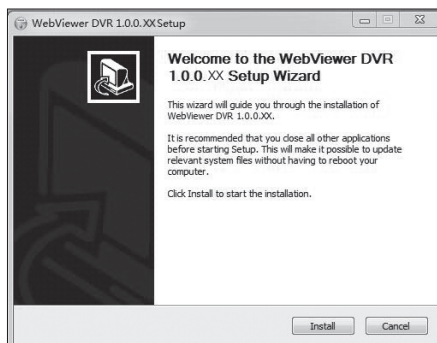 WebViewer DVR 1.0.0.XX Setup
Welcome to the WebViewer DVR
1.0.0.XX Setup Wizard
This wizard will guide you through the installation of
WebViewer DVR 1.0.0.XX.
It is recommended that you close all other applications
before starting Setup. This will make it possible to update
relevant system files without having to reboot your
computer.
Click Install to start the installation.
Install
Cancel